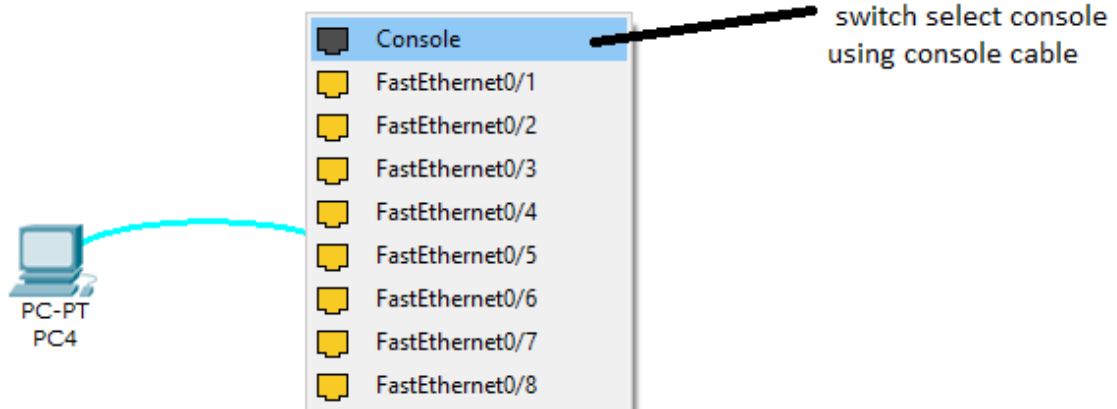 switch select console
using console cable
Console
FastEthernet0/1
FastEthernet0/2
FastEthernet0/3
FastEthernet0/4
FastEthernet0/5
FastEthernet0/6
FastEthernet0/7
FastEthernet0/8
PC-PT
PC4